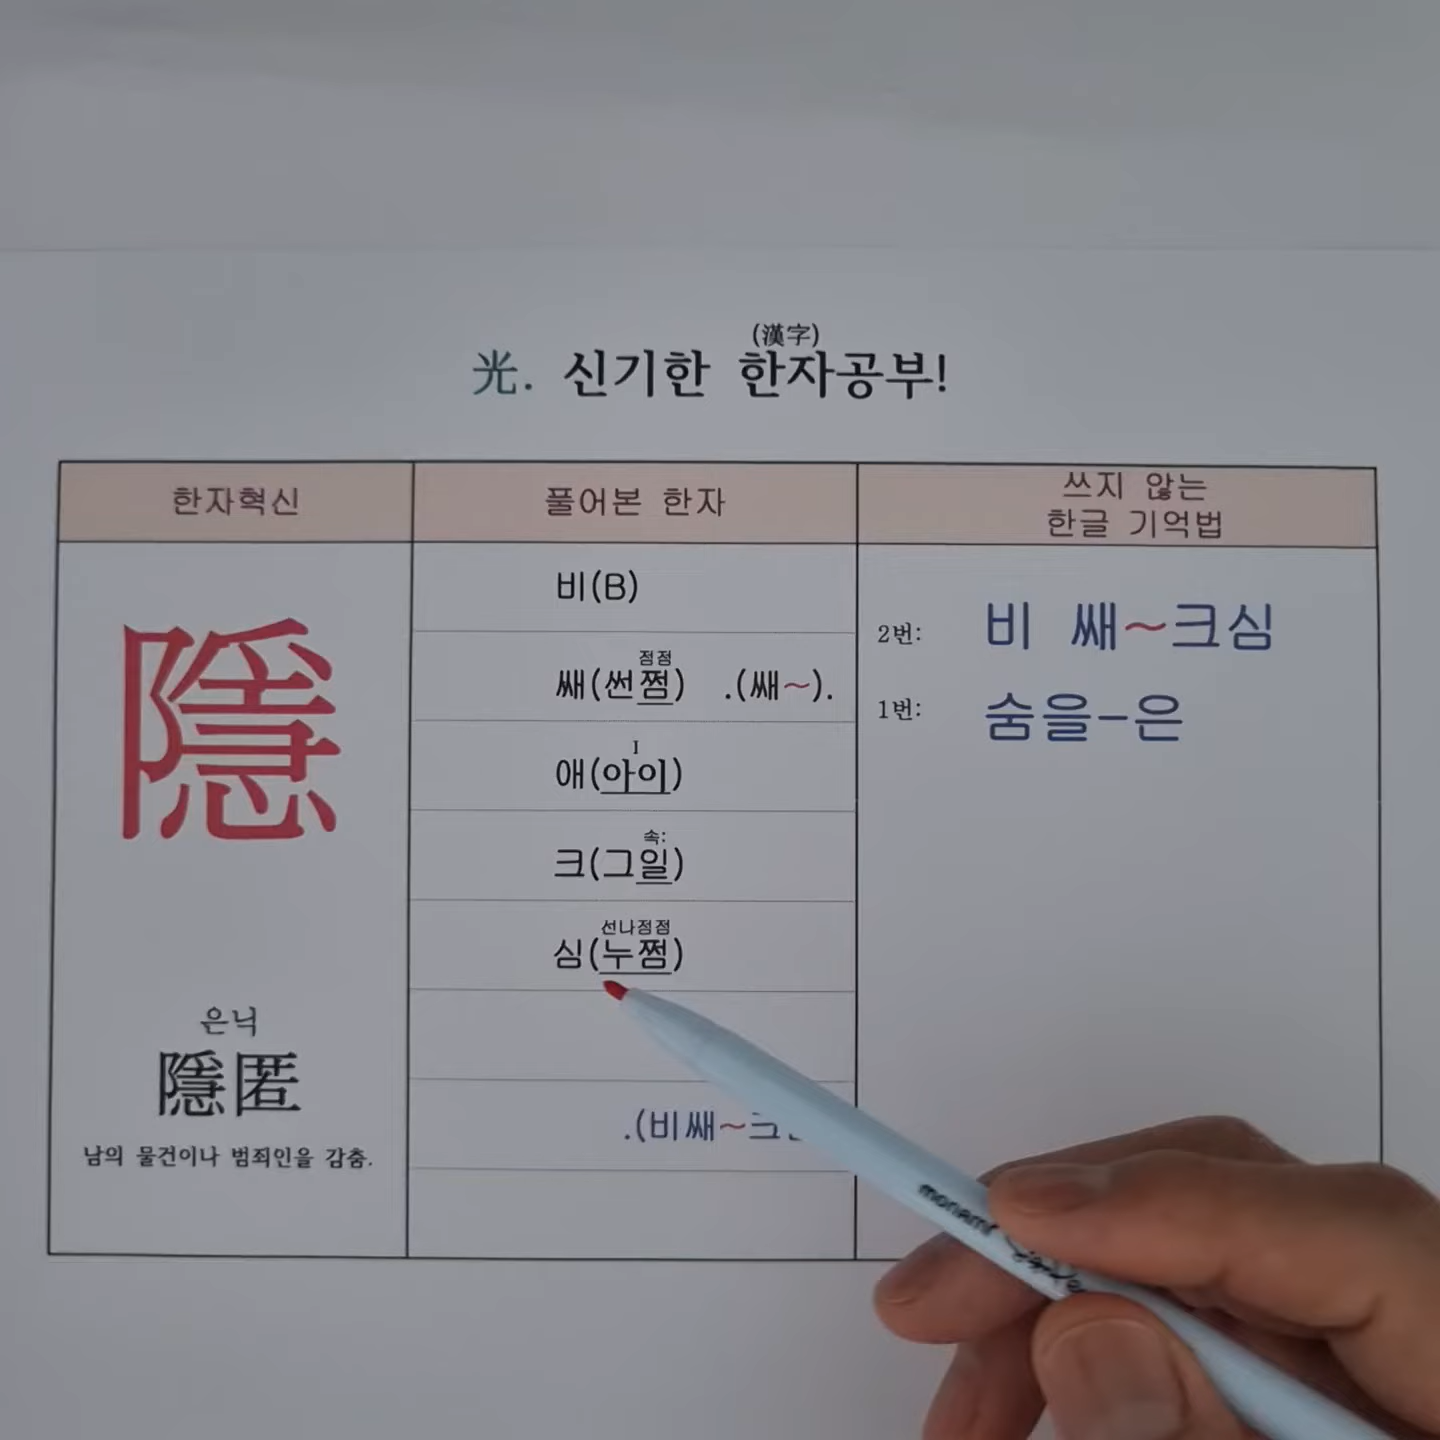 (漢字)
光. 신기한 한자공부!
한자혁신
풀어본 한자
쓰지 않는
한글 기억법
隱
은닉
隱匿
남의 물건이나 범죄인을 감춤.
비(B)
점점
쌔(썬쩜) .(쌔~).
I
애(아이)
속:
크(그일)
선나점점
심(누쩜)
.(비쌔~크
2번: 비 쌔~크심
1번: 숨을-은
monami